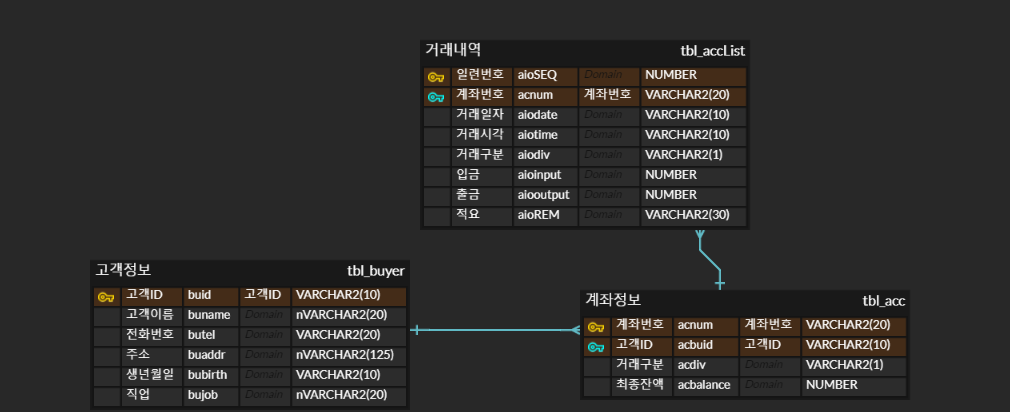 거래내역 tbl_accList
일련번호 aioSEQ Domain NUMBER
계좌번호 acnum 계좌번호 VARCHAR2(20)
거래일자 aiodate Domain VARCHAR2(10)
거래시각 aiotime Domain VARCHAR2(10)
거래구분 aiodiv Domain VARCHAR2(1)
입금 aioinput Domain NUMBER
출금 aiooutput Domain NUMBER
적요 aioREM Domain VARCHAR2(30)
고객정보 tbl_buyer
고객ID buid 고객ID VARCHAR2(10)
고객이름 buname Domain nVARCHAR2(20)
전화번호 butel Domain VARCHAR2(20)
주소 buaddr Domain nVARCHAR2(125)
생년월일 bubirth Domain VARCHAR2(10)
직업 bujob Domain nVARCHAR2(20)
계좌정보 tbl_acc
계좌번호 acnum 계좌번호 VARCHAR2(20)
고객ID acbuid 고객ID VARCHAR2(10)
거래구분 acdiv Domain VARCHAR2(1)
최종잔액 acbalance Domain NUMBER